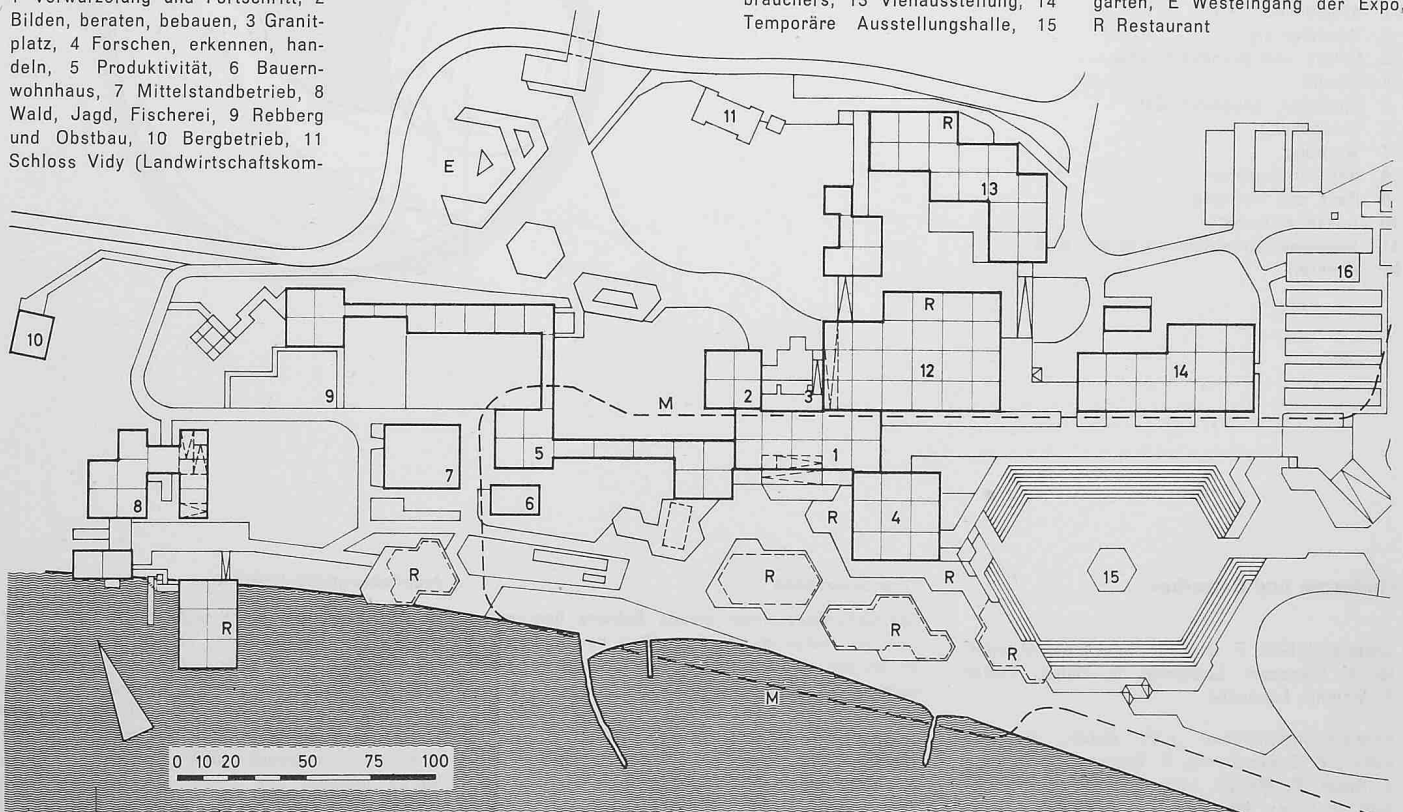 1 Verwurzelung und Fortschritt, 2
Bilden, beraten, bebauen, 3 Granit-
platz, 4 Forschen, erkennen, han-
deln, 5 Produktivität, 6 Bauern-
wohnhaus, 7 Mittelstandbetrieb, 8
Wald, Jagd, Fischerei, 9 Rebberg
und Obstbau, 10 Bergbetrieb, 11
Schloss Vidy (Landwirtschaftskom-
brauchers, 13 Viehausstellung, 14
Temporäre Ausstellungshalle, 15
garten, E Westeingang der Expo,
R Restaurant
11
R
E
13
16
10
R
12
14
9
2
3
M
5
1
7
8
6
4
R
R
R
R
15
R
R
R
M
0 10 20 30 50 75 100